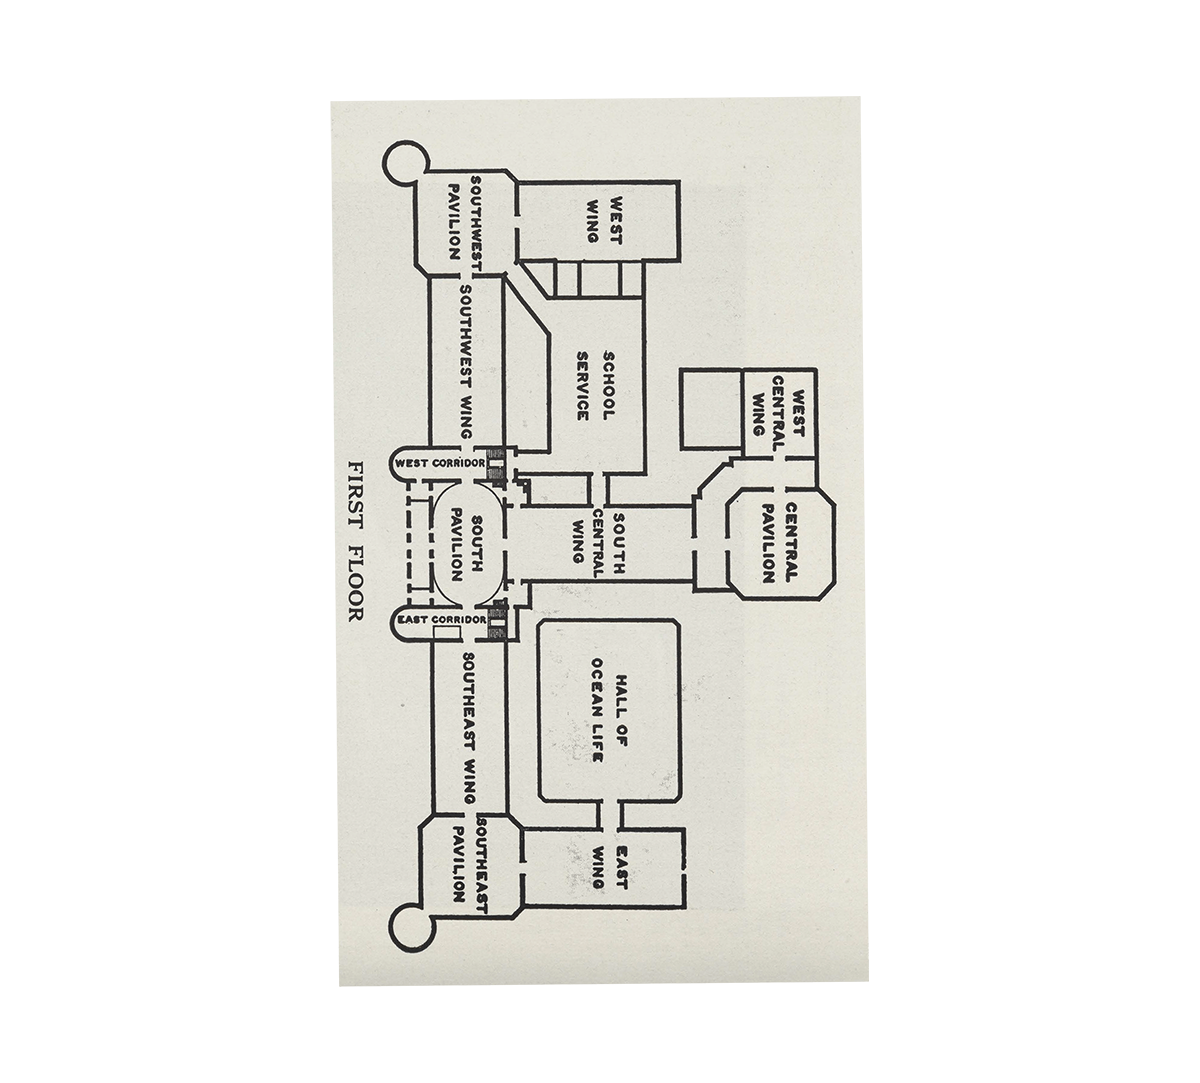 WEST
CENTRAL
WING
CENTRAL
PAVILION
WEST
WING
SCHOOL
SERVICE
SOUTH
CENTRAL
WING
HALL OF
OCEAN LIFE
EAST
WING
SOUTHWEST
PAVILION
SOUTHWEST WING
WEST CORRIDOR
SOUTH
PAVILION
EAST CORRIDOR
SOUTHEAST WING
SOUTHEAST
PAVILION
FIRST FLOOR